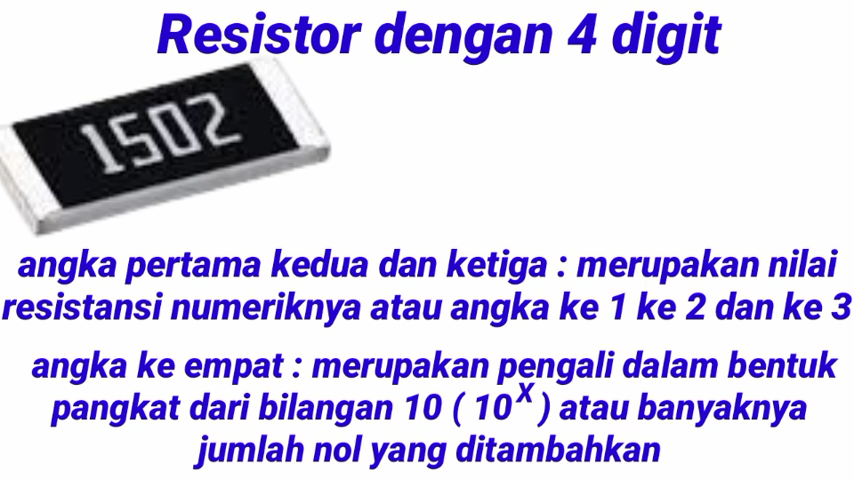 Resistor dengan 4 digit
1502
angka pertama kedua dan ketiga : merupakan nilai
resistansi numeriknya atau angka ke 1 ke 2 dan ke 3
angka ke empat : merupakan pengali dalam bentuk
pangkat dari bilangan 10 ( 10^x ) atau banyaknya
jumlah nol yang ditambahkan